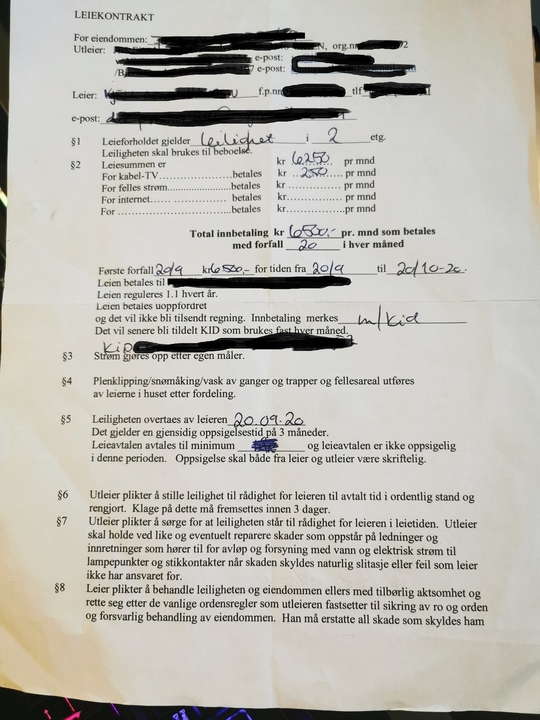 LEIEKONTRAKT
For eiendommen:
Utleier: N, org.nr 2
e-post:
/B 7 e-post:
Leier: f.p.nr tlf
e-post:
§1 Leieforholdet gjelder leilighet i 2 etg.
Leiligheten skal brukes til beboelse.
§2 Leiesummen er kr 6250 pr mnd
For kabel-TV……………………betales kr 250 pr mnd
For felles strøm......................betales kr ………….. pr mnd
For internet…… ……………..betales kr………….. pr mnd
For ………………………………..betales kr………….. pr mnd
Total innbetaling kr 6500,- pr. mnd som betales
med forfall 20 i hver måned
Første forfall 20/9 kr 6500,- for tiden fra 20/9 til 20/10-20.
Leien betales til
Leien reguleres 1.1 hvert år.
Leien betales uoppfordret
og det vil ikke bli tilsendt regning. Innbetaling merkes m/kid
Det vil senere bli tildelt KID som brukes fast hver måned.
§3 Strøm gjøres opp etter egen måler.
§4 Plenklipping/snømåking/vask av ganger og trapper og fellesareal utføres
av leierne i huset etter fordeling.
§5 Leiligheten overtaes av leieren 20.09.20
Det gjelder en gjensidig oppsigelsestid på 3 måneder.
Leieavtalen avtales til minimum og leieavtalen er ikke oppsigelig
i denne perioden. Oppsigelse skal både fra leier og utleier være skriftelig.
§6 Utleier plikter å stille leilighet til rådighet for leieren til avtalt tid i ordentlig stand og
rengjort. Klage på dette må fremsettes innen 3 dager.
§7 Utleier plikter å sørge for at leiligheten står til rådighet for leieren i leietiden. Utleier
skal holde ved like og eventuelt reparere skader som oppstår på ledninger og
innretninger som hører til for avløp og forsyning med vann og elektrisk strøm til
lampepunkter og stikkontakter når skaden skyldes naturlig slitasje eller feil som leier
ikke har ansvaret for.
§8 Leier plikter å behandle leiligheten og eiendommen ellers med tilbørlig aktsomhet og
rette seg etter de vanlige ordensregler som utleieren fastsetter til sikring av ro og orden
og forsvarlig behandling av eiendommen. Han må erstatte all skade som skyldes ham